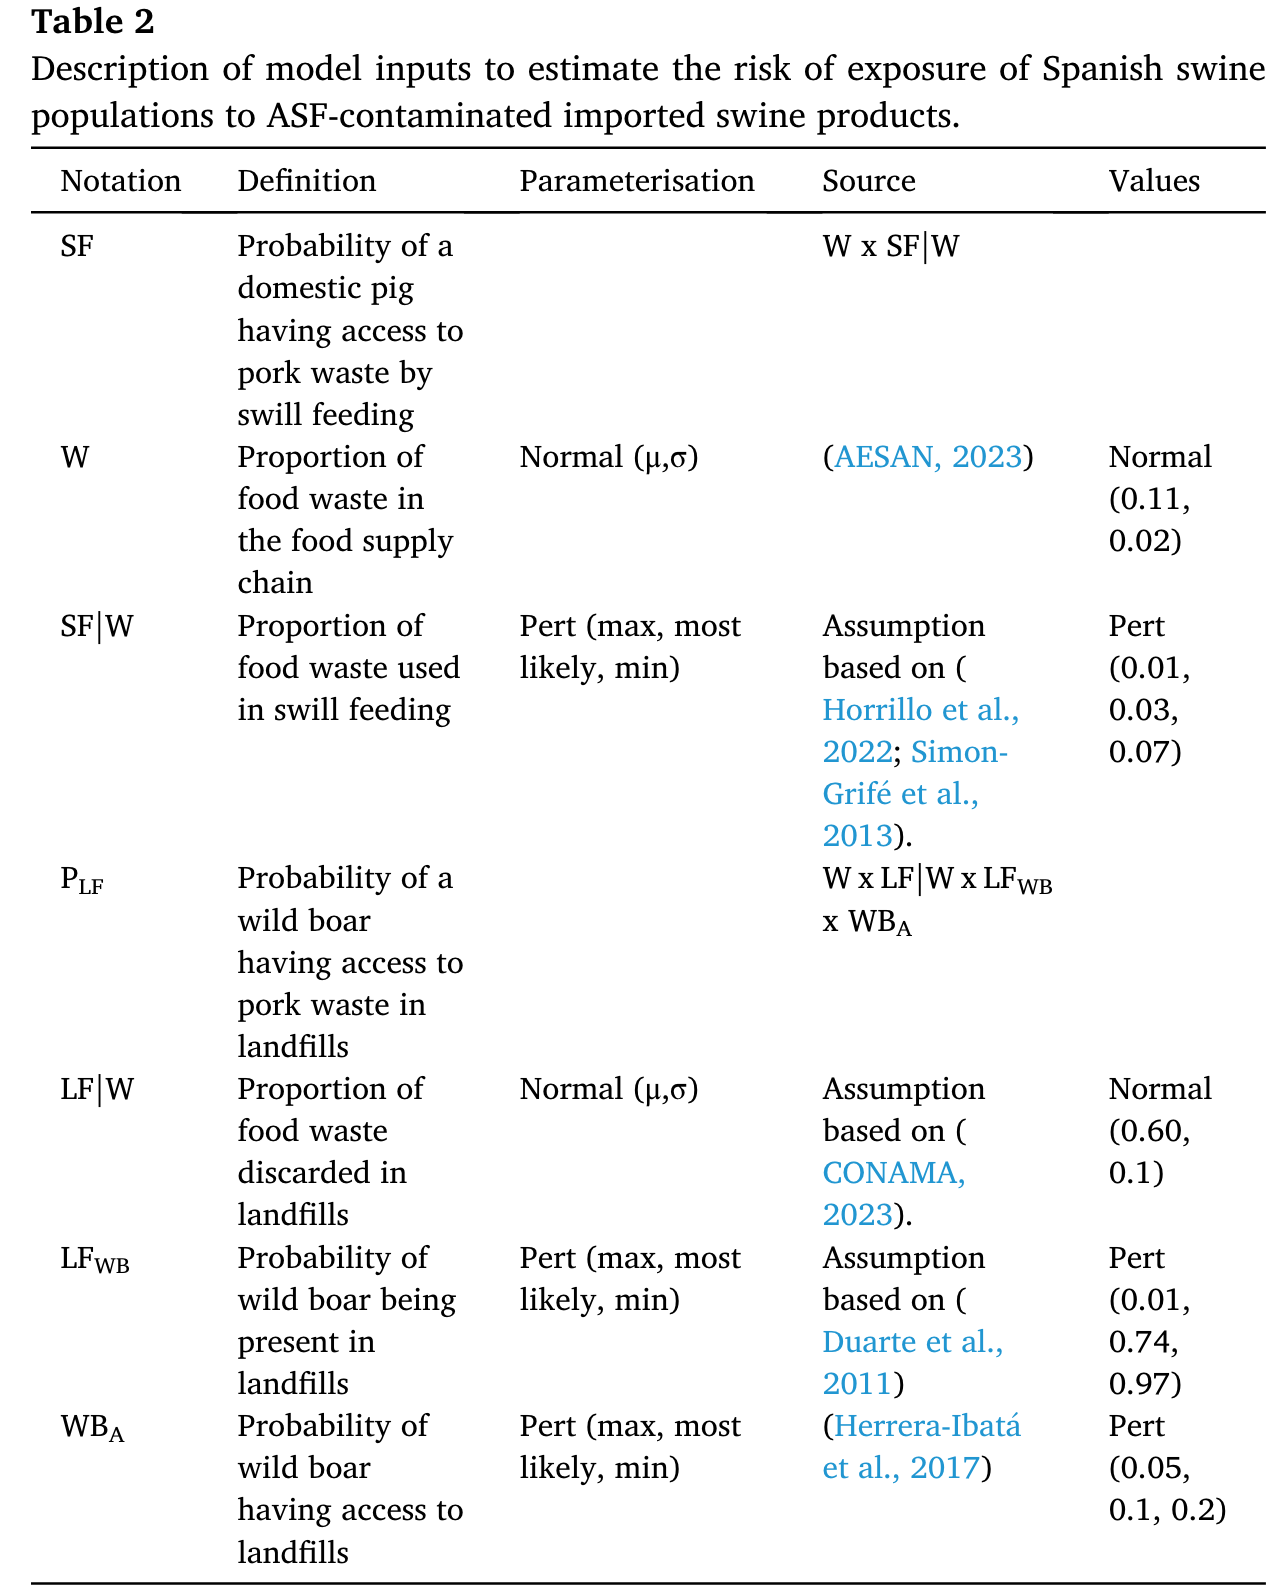 Table 2
Description of model inputs to estimate the risk of exposure of Spanish swine
populations to ASF-contaminated imported swine products.
Notation Definition Parameterisation Source Values
SF Probability of a W x SF|W
domestic pig
having access to
pork waste by
swill feeding
W Proportion of Normal (μ,σ) (AESAN, 2023) Normal
food waste in (0.11,
the food supply 0.02)
chain
SF|W Proportion of Pert (max, most Assumption Pert
food waste used likely, min) based on ( (0.01,
in swill feeding Horrillo et al., 0.03,
2022; Simon- 0.07)
Grifé et al.,
2013).
P_LF Probability of a W x LF|W x LF_WB
wild boar x WB_A
having access to
pork waste in
landfills
LF|W Proportion of Normal (μ,σ) Assumption Normal
food waste based on ( (0.60,
discarded in CONAMA, 0.1)
landfills 2023).
LF_WB Probability of Pert (max, most Assumption Pert
wild boar being likely, min) based on ( (0.01,
present in Duarte et al., 0.74,
landfills 2011) 0.97)
WB_A Probability of Pert (max, most (Herrera-Ibatá Pert
wild boar likely, min) et al., 2017) (0.05,
having access to 0.1, 0.2)
landfills